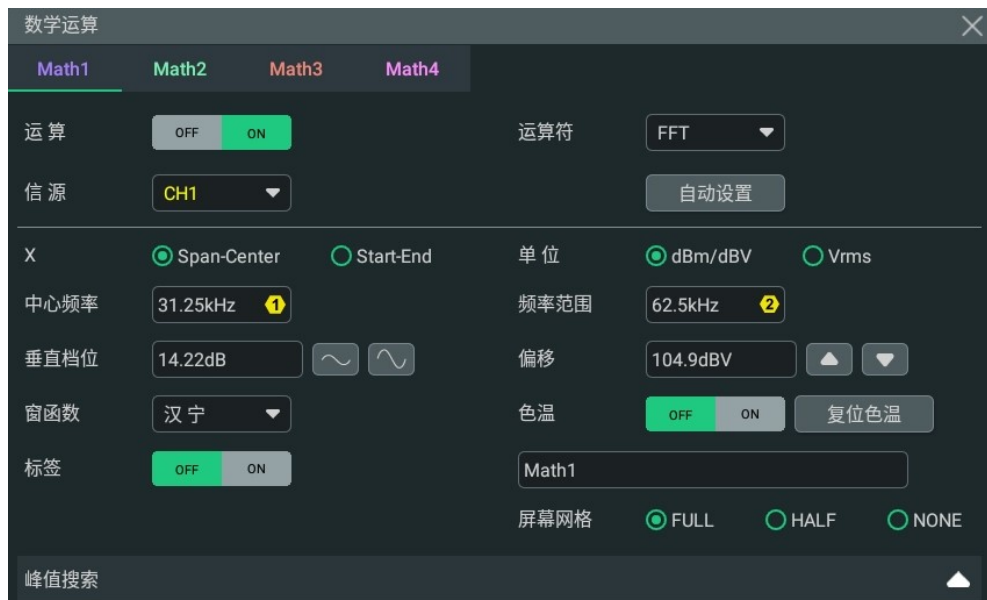 数学运算
Math1 Math2 Math3 Math4
运算 OFF ON 运算符 FFT
信源 CH1 自动设置
X Span-Center Start-End 单位 dBm/dBV Vrms
中心频率 31.25kHz 1 频率范围 62.5kHz 2
垂直档位 14.22dB 偏移 104.9dBV
窗函数 汉宁 色温 OFF ON 复位色温
标签 OFF ON Math1
屏幕网格 FULL HALF NONE
峰值搜索